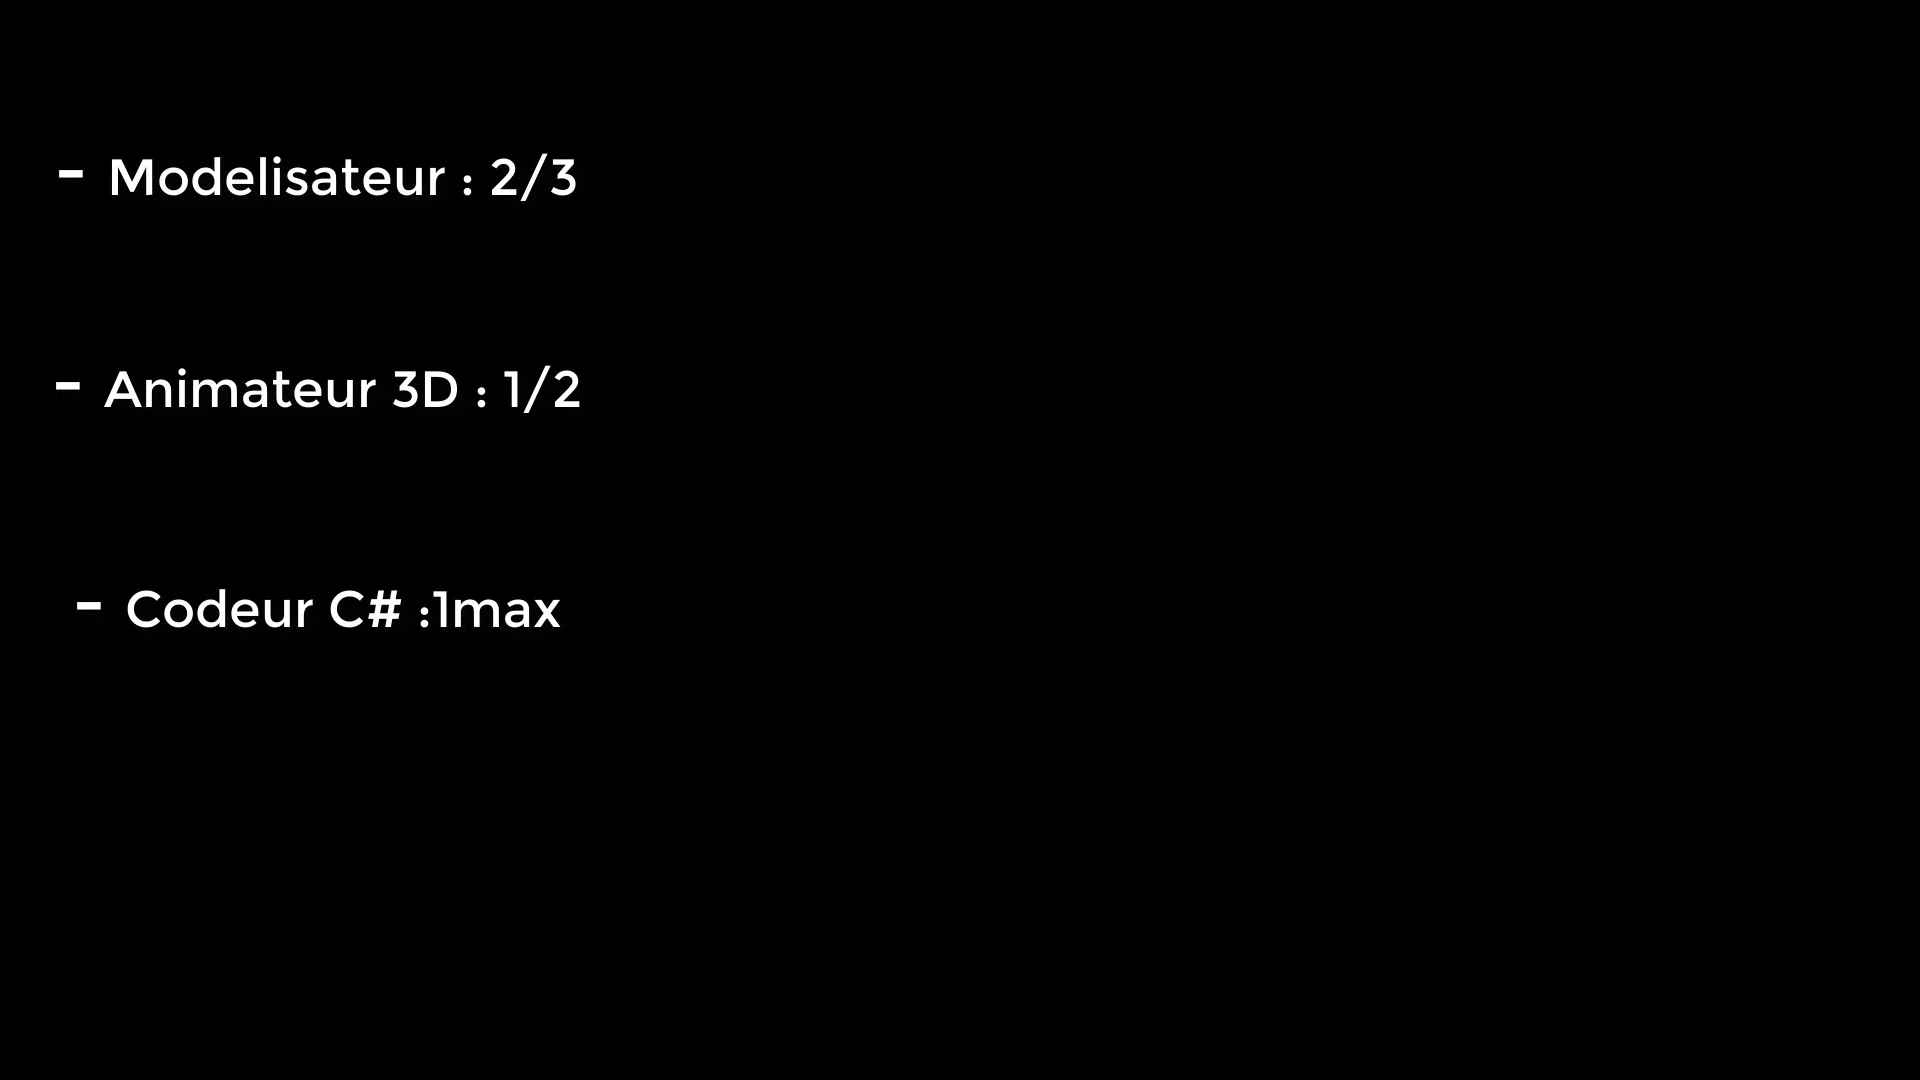 - Modelisateur : 2/3
- Animateur 3D : 1/2
- Codeur C# :1max